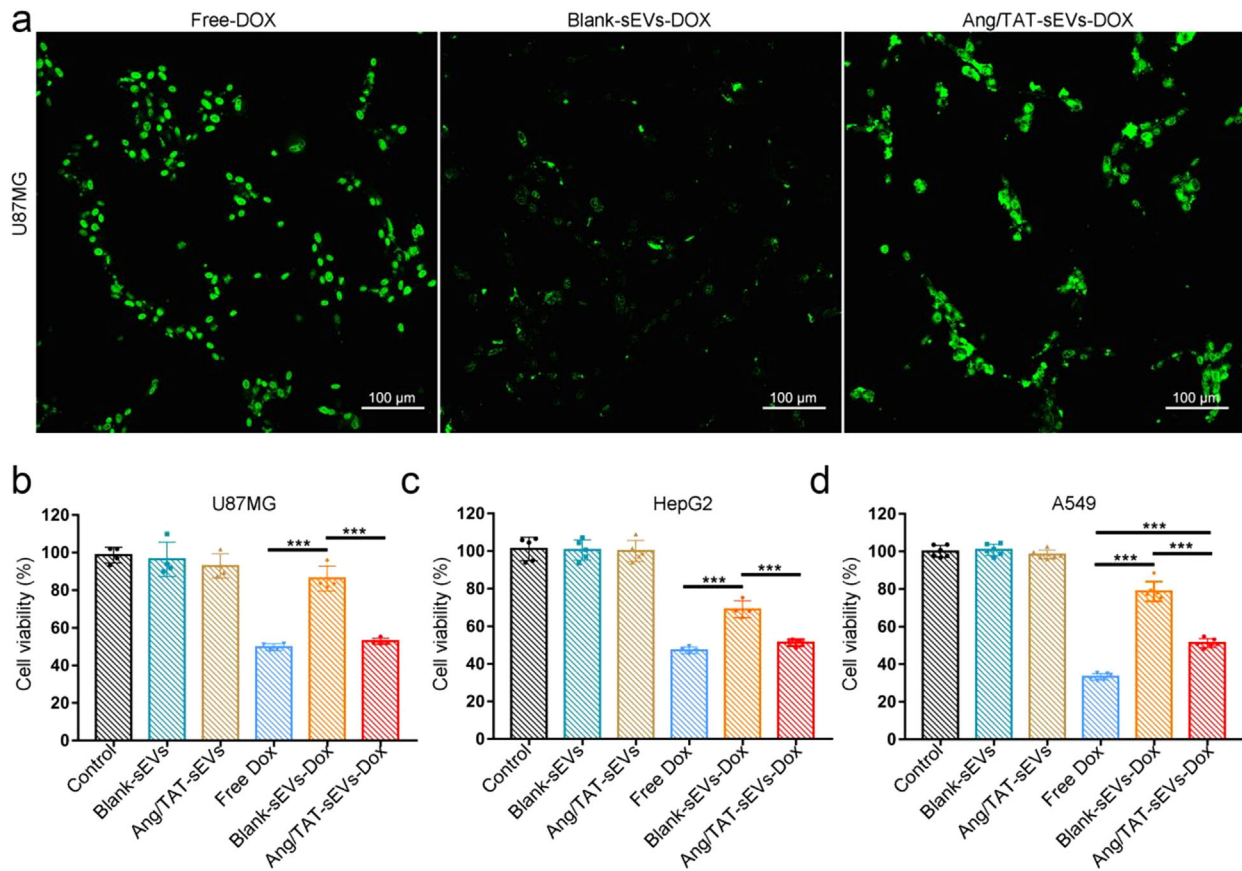 a
Free-DOX
Blank-sEVs-DOX
Ang/TAT-sEVs-DOX
U87MG
100 µm
100 µm
100 µm
b
U87MG
Cell viability (%)
120
100
80
60
40
20
0
***
***
Control
Blank-sEVs
Ang/TAT-sEVs
Free Dox
Blank-sEVs-Dox
Ang/TAT-sEVs-Dox
c
HepG2
Cell viability (%)
120
100
80
60
40
20
0
***
***
Control
Blank-sEVs
Ang/TAT-sEVs
Free Dox
Blank-sEVs-Dox
Ang/TAT-sEVs-Dox
d
A549
Cell viability (%)
120
100
80
60
40
20
0
***
***
***
Control
Blank-sEVs
Ang/TAT-sEVs
Free Dox
Blank-sEVs-Dox
Ang/TAT-sEVs-Dox